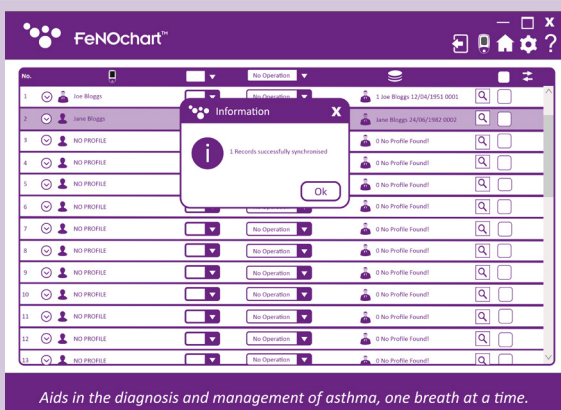 FeNOchart™
?
No.
No Operation
1 Joe Bloggs 1 Joe Bloggs 12/04/1951 0001
2 Jane Bloggs Jane Bloggs 24/06/1982 0002
Information X
i
1 Records successfully synchronised
Ok
3 NO PROFILE 0 No Profile Found!
4 NO PROFILE 0 No Profile Found!
5 NO PROFILE 0 No Profile Found!
6 NO PROFILE No Operation 0 No Profile Found!
7 NO PROFILE No Operation 0 No Profile Found!
8 NO PROFILE No Operation 0 No Profile Found!
9 NO PROFILE No Operation 0 No Profile Found!
10 NO PROFILE No Operation 0 No Profile Found!
11 NO PROFILE No Operation 0 No Profile Found!
12 NO PROFILE No Operation 0 No Profile Found!
13 NO PROFILE No Operation 0 No Profile Found!
Aids in the diagnosis and management of asthma, one breath at a time.